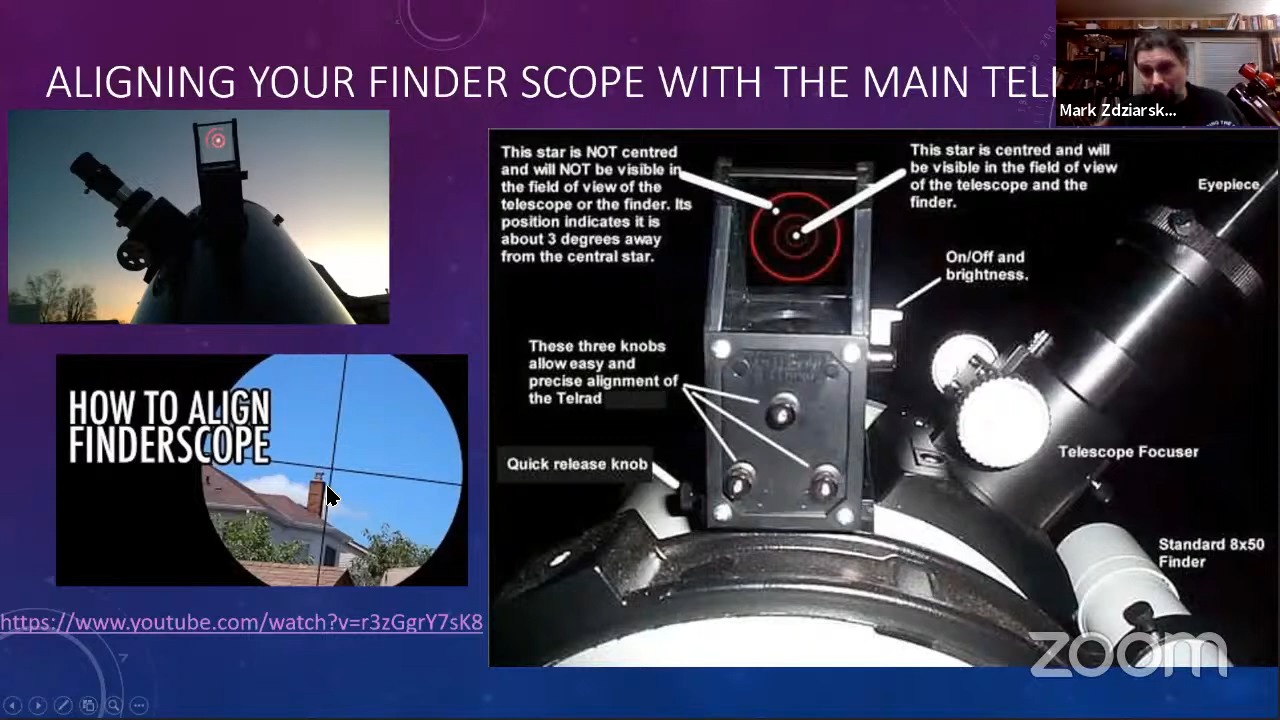 ALIGNING YOUR FINDER SCOPE WITH THE MAIN TEL
Mark Zdziarsk...
This star is NOT centred
and will NOT be visible in
the field of view of the
telescope or the finder. Its
position indicates it is
about 3 degrees away
from the central star.
This star is centred and will
be visible in the field of view
of the telescope and the
finder.
Eyepiece
On/Off and
brightness.
These three knobs
allow easy and
precise alignment of
the Telrad
Quick release knob
Telescope Focuser
Standard 8x50
Finder
HOW TO ALIGN
FINDERSCOPE
https://www.youtube.com/watch?v=r3zGgrY7sK8
zoom